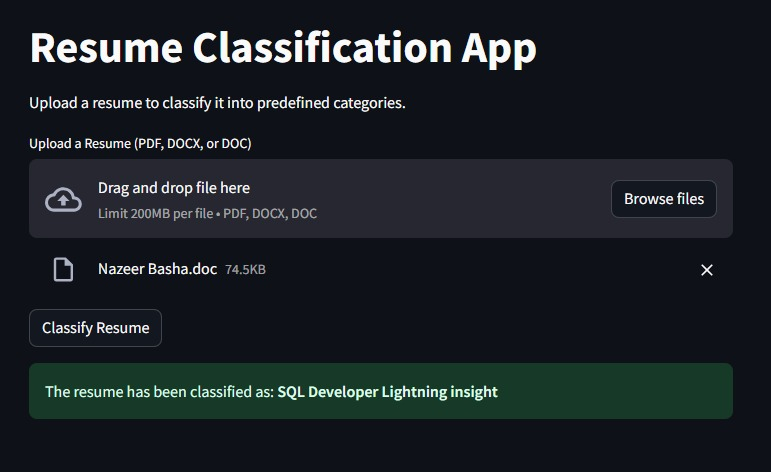 Resume Classification App
Upload a resume to classify it into predefined categories.
Upload a Resume (PDF, DOCX, or DOC)
Drag and drop file here
Limit 200MB per file • PDF, DOCX, DOC
Browse files
Nazeer Basha.doc 74.5KB
Classify Resume
The resume has been classified as: SQL Developer Lightning insight